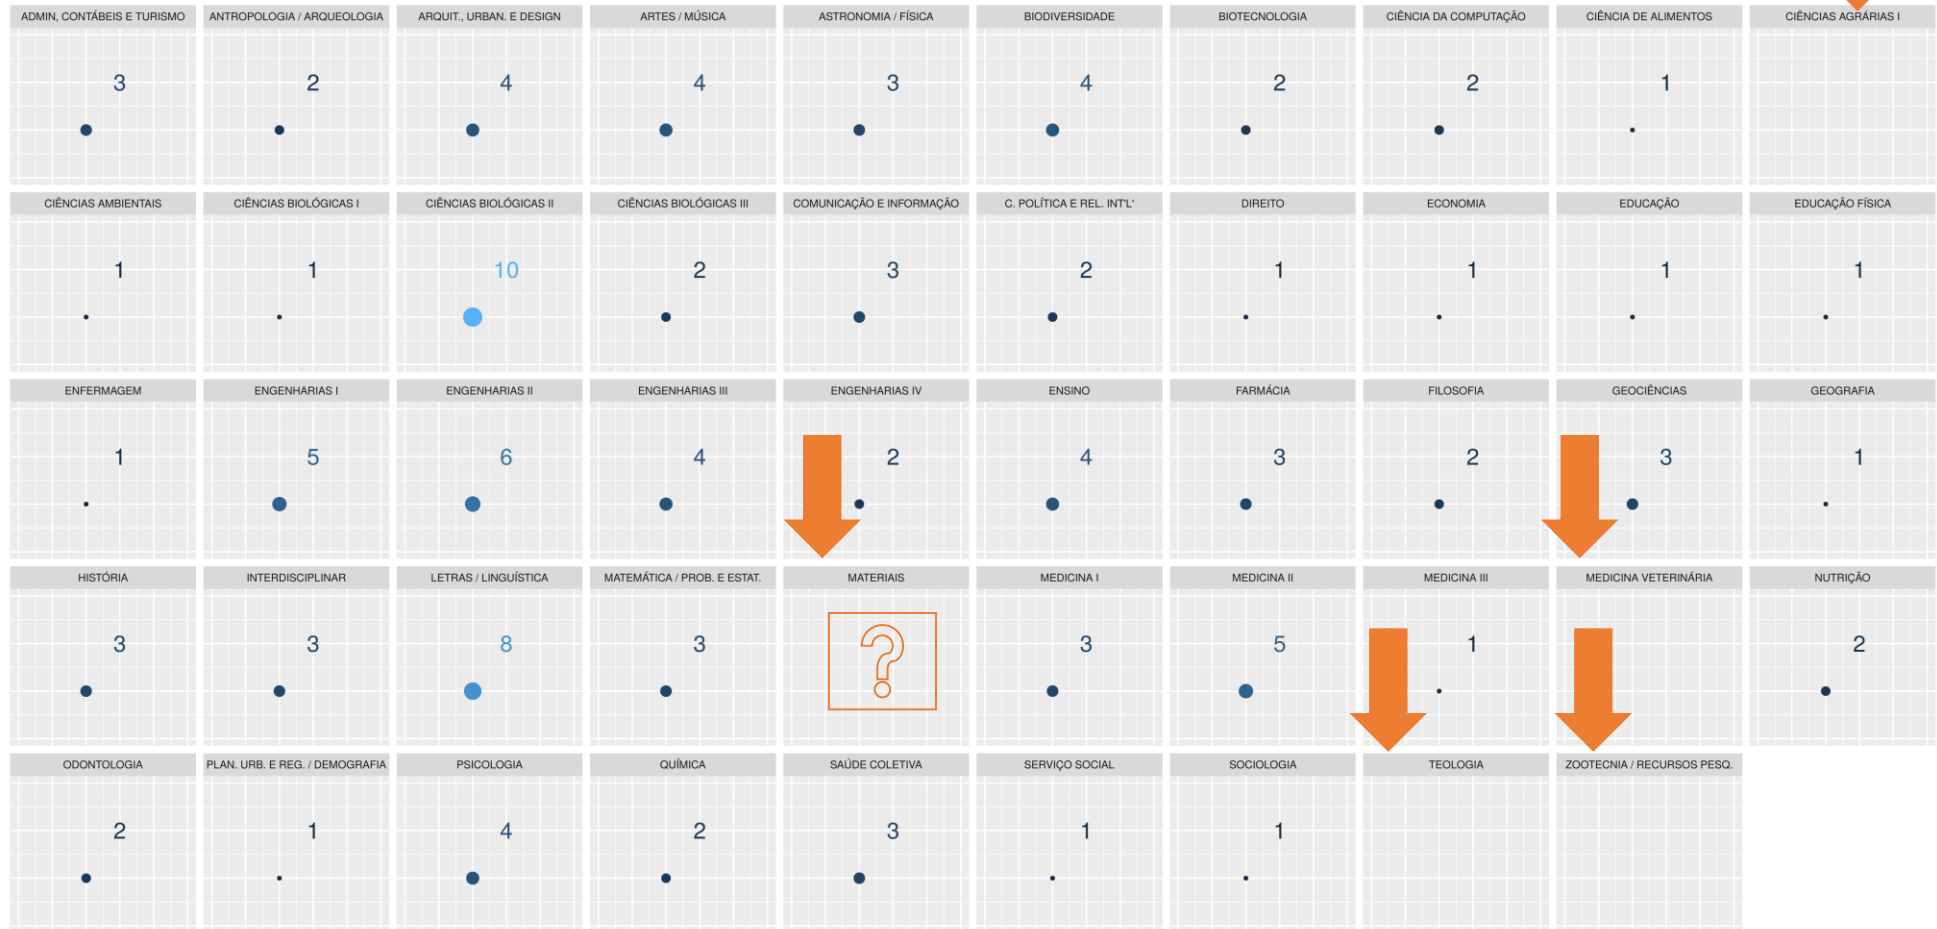 ADMIN, CONTÁBEIS E TURISMO ANTROPOLOGIA / ARQUEOLOGIA ARQUIT., URBAN. E DESIGN ARTES / MÚSICA ASTRONOMIA / FÍSICA BIODIVERSIDADE BIOTECNOLOGIA CIÊNCIA DA COMPUTAÇÃO CIÊNCIA DE ALIMENTOS CIÊNCIAS AGRÁRIAS I
3 2 4 4 3 4 2 2 1
CIÊNCIAS AMBIENTAIS CIÊNCIAS BIOLÓGICAS I CIÊNCIAS BIOLÓGICAS II CIÊNCIAS BIOLÓGICAS III COMUNICAÇÃO E INFORMAÇÃO C. POLÍTICA E REL. INT'L' DIREITO ECONOMIA EDUCAÇÃO EDUCAÇÃO FÍSICA
1 1 10 2 3 2 1 1 1 1
ENFERMAGEM ENGENHARIAS I ENGENHARIAS II ENGENHARIAS III ENGENHARIAS IV ENSINO FARMÁCIA FILOSOFIA GEOCIÊNCIAS GEOGRAFIA
1 5 6 4 2 4 3 2 3 1
HISTÓRIA INTERDISCIPLINAR LETRAS / LINGUÍSTICA MATEMÁTICA / PROB. E ESTAT. MATERIAIS MEDICINA I MEDICINA II MEDICINA III MEDICINA VETERINÁRIA NUTRIÇÃO
3 3 8 3 ? 3 5 1 2
ODONTOLOGIA PLAN. URB. E REG. / DEMOGRAFIA PSICOLOGIA QUÍMICA SAÚDE COLETIVA SERVIÇO SOCIAL SOCIOLOGIA TEOLOGIA ZOOTECNIA / RECURSOS PESQ.
2 1 4 2 3 1 1